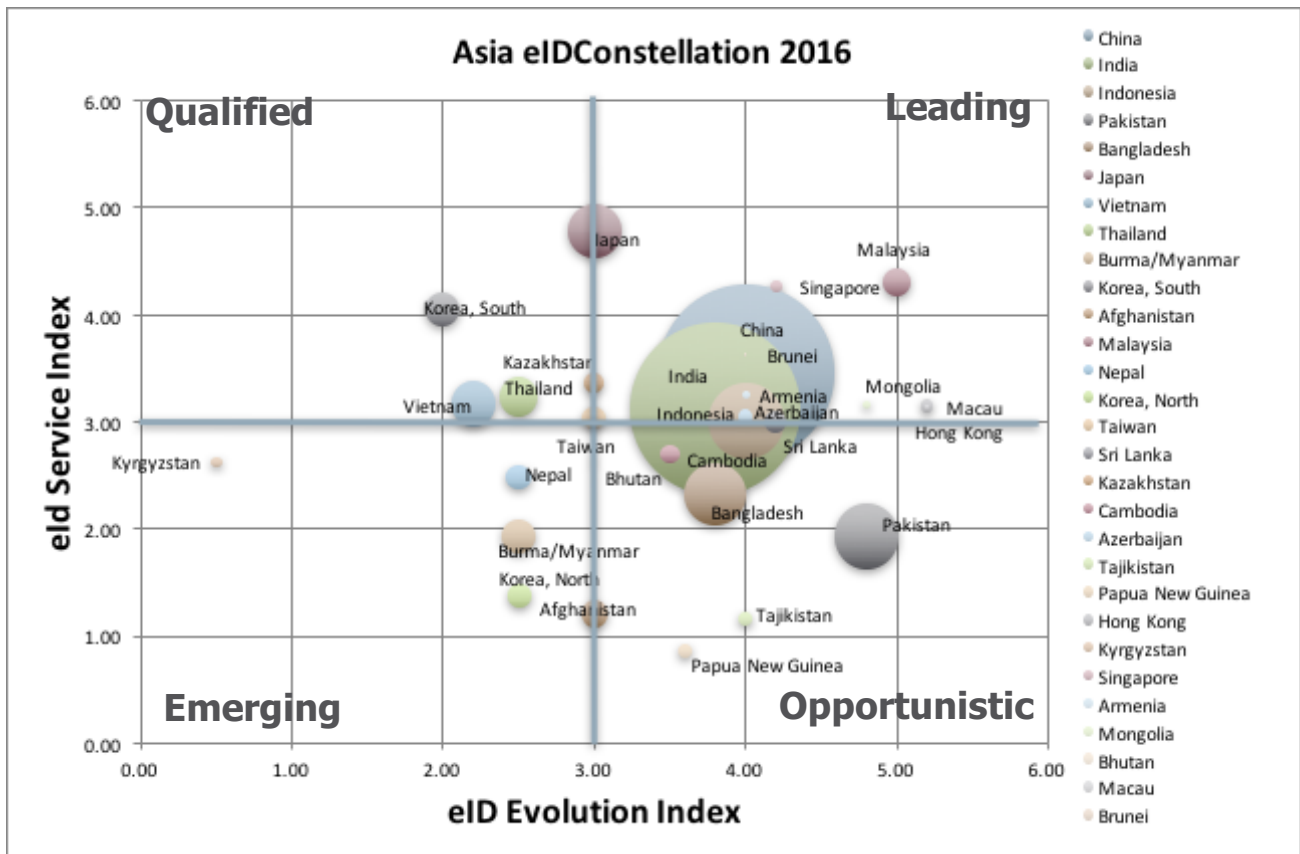 Asia eIDConstellation 2016
Qualified
Leading
Emerging
Opportunistic
eId Service Index
6.00
5.00
4.00
3.00
2.00
1.00
0.00
0.00 1.00 2.00 3.00 4.00 5.00 6.00
eID Evolution Index
Japan
Malaysia
Singapore
Korea, South
China
Brunei
Kazakhstan
India
Thailand
Mongolia
Armenia
Vietnam
Indonesia
Azerbaijan
Macau
Hong Kong
Taiwan
Sri Lanka
Kyrgyzstan
Cambodia
Nepal
Bhutan
Bangladesh
Pakistan
Burma/Myanmar
Korea, North
Afghanistan
Tajikistan
Papua New Guinea
China
India
Indonesia
Pakistan
Bangladesh
Japan
Vietnam
Thailand
Burma/Myanmar
Korea, South
Afghanistan
Malaysia
Nepal
Korea, North
Taiwan
Sri Lanka
Kazakhstan
Cambodia
Azerbaijan
Tajikistan
Papua New Guinea
Hong Kong
Kyrgyzstan
Singapore
Armenia
Mongolia
Bhutan
Macau
Brunei